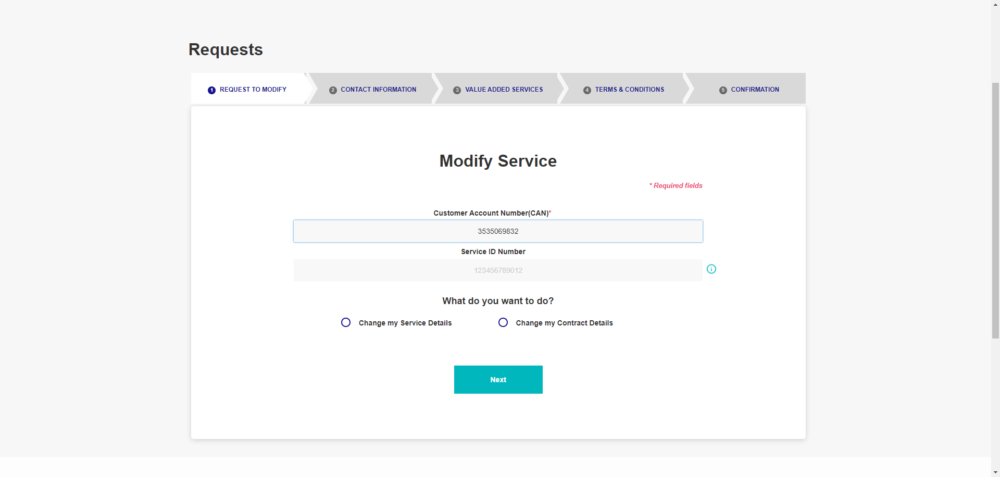 Requests
1 REQUEST TO MODIFY
2 CONTACT INFORMATION
3 VALUE ADDED SERVICES
4 TERMS & CONDITIONS
5 CONFIRMATION
Modify Service
* Required fields
Customer Account Number(CAN)*
3535069832
Service ID Number
123456789012
What do you want to do?
Change my Service Details
Change my Contract Details
Next